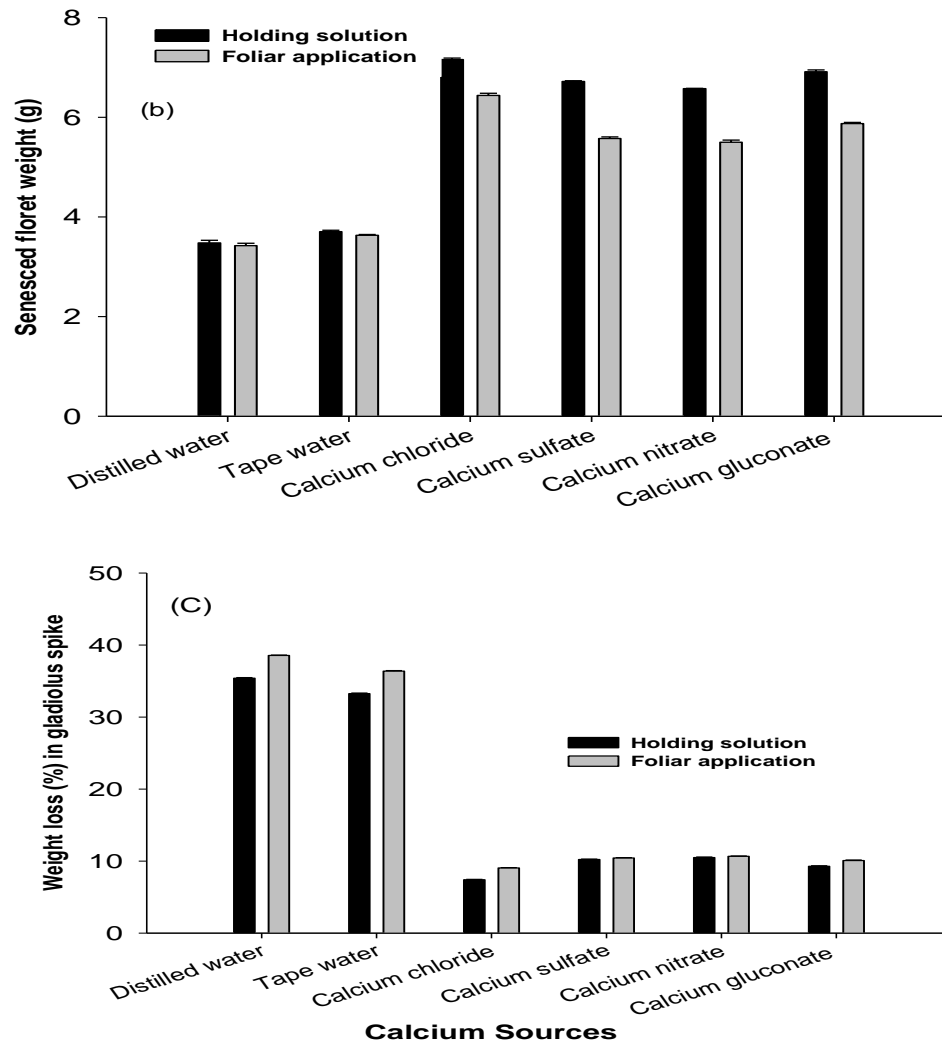 8
Holding solution
Foliar application
(b)
6
4
2
0
Senesced floret weight (g)
Distilled water
Tape water
Calcium chloride
Calcium sulfate
Calcium nitrate
Calcium gluconate
50
(C)
40
30
20
10
0
Weight loss (%) in gladiolus spike
Holding solution
Foliar application
Distilled water
Tape water
Calcium chloride
Calcium sulfate
Calcium nitrate
Calcium gluconate
Calcium Sources